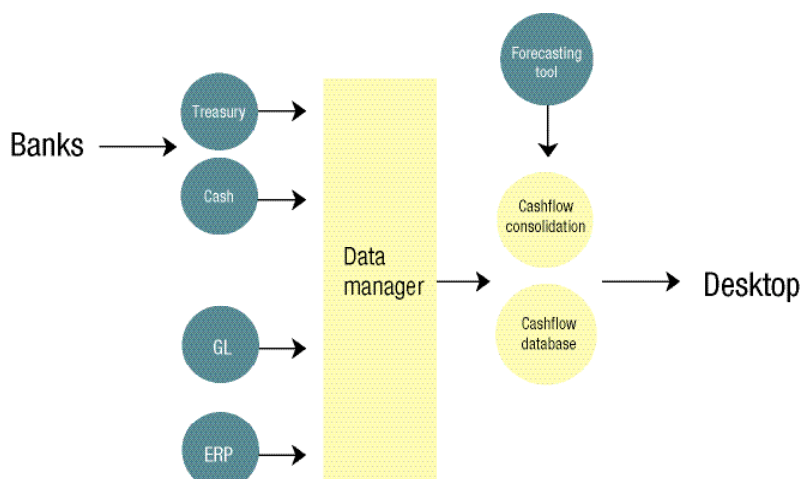 Forecasting
tool
Treasury
Banks
Cash
Cashflow
consolidation
Data
manager
Desktop
Cashflow
database
GL
ERP